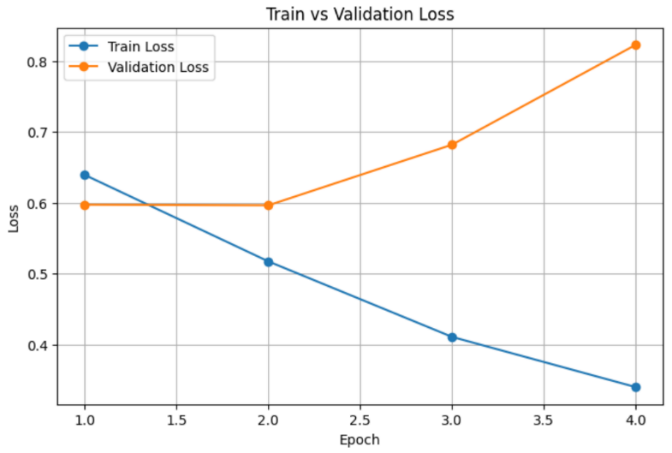 Train vs Validation Loss
Train Loss
Validation Loss
0.8
0.7
0.6
0.5
0.4
Loss
1.0 1.5 2.0 2.5 3.0 3.5 4.0
Epoch